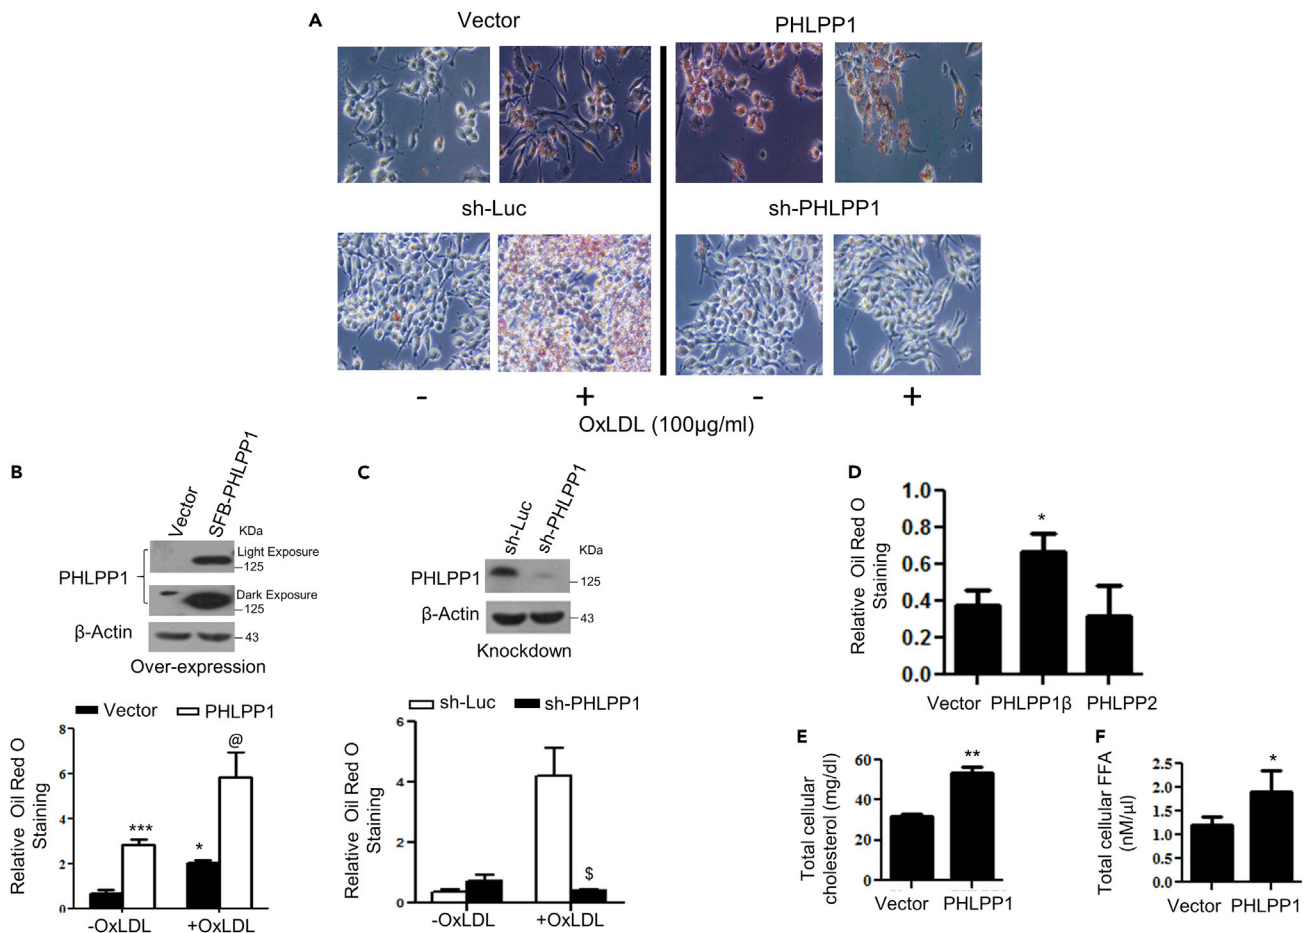 A
Vector
PHLPP1
sh-Luc
sh-PHLPP1
- + - +
OxLDL (100µg/ml)
B
Vector
SFB-PHLPP1
KDa
PHLPP1
Light Exposure
125
Dark Exposure
125
β-Actin
43
Over-expression
Vector
PHLPP1
Relative Oil Red O
Staining
8
6
4
2
0
***
*
@
-OxLDL
+OxLDL
C
sh-Luc
sh-PHLPP1
KDa
PHLPP1
125
β-Actin
43
Knockdown
sh-Luc
sh-PHLPP1
Relative Oil Red O
Staining
6
4
2
0
$
-OxLDL
+OxLDL
D
Relative Oil Red O
Staining
1.0
0.8
0.6
0.4
0.2
0.0
*
Vector PHLPP1β PHLPP2
E
Total cellular
cholesterol (mg/dl)
60
40
20
0
**
Vector PHLPP1
F
Total cellular FFA
(nM/µl)
2.5
2.0
1.5
1.0
0.5
0.0
*
Vector PHLPP1